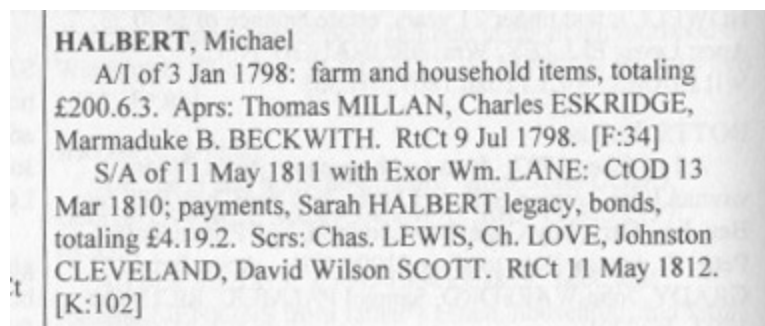 HALBERT, Michael
A/I of 3 Jan 1798: farm and household items, totaling
£200.6.3. Aprs: Thomas MILLAN, Charles ESKRIDGE,
Marmaduke B. BECKWITH. RtCt 9 Jul 1798. [F:34]
S/A of 11 May 1811 with Exor Wm. LANE: CtOD 13
Mar 1810; payments, Sarah HALBERT legacy, bonds,
totaling £4.19.2. Scrs: Chas. LEWIS, Ch. LOVE, Johnston
CLEVELAND, David Wilson SCOTT. RtCt 11 May 1812.
[K:102]